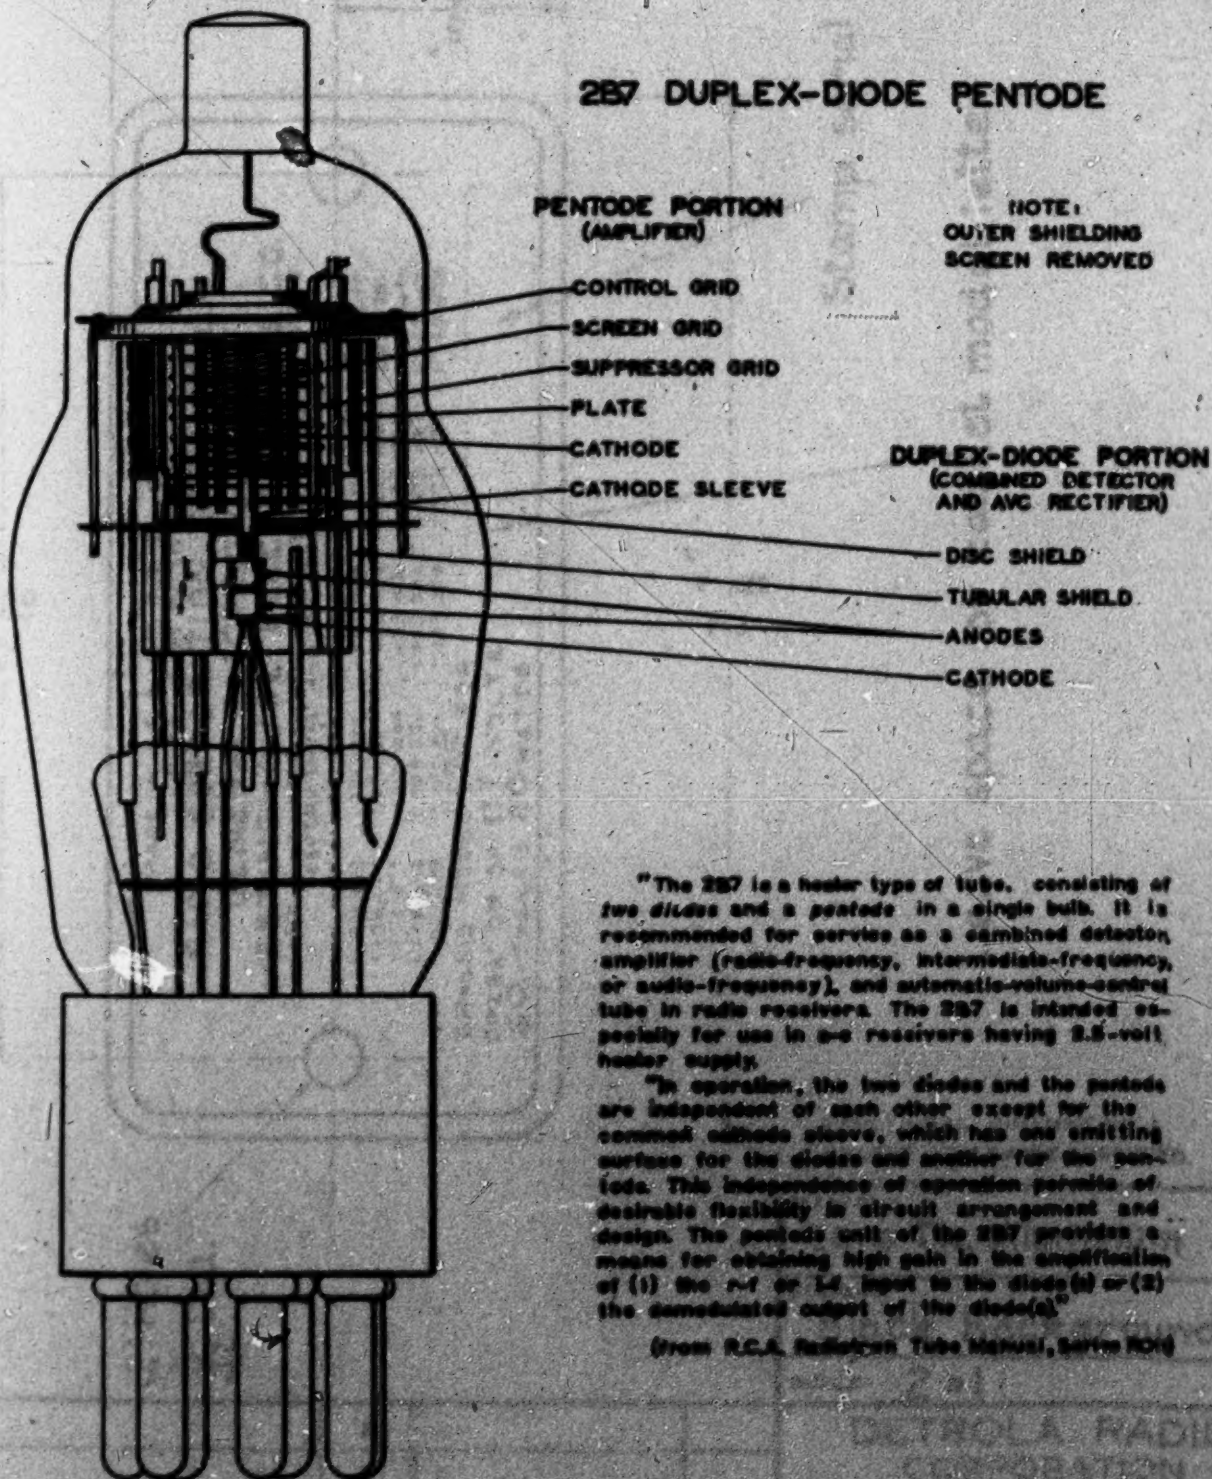 2B7 DUPLEX-DIODE PENTODE
PENTODE PORTION
(AMPLIFIER)
NOTE:
OUTER SHIELDING
SCREEN REMOVED
CONTROL GRID
SCREEN GRID
SUPPRESSOR GRID
PLATE
CATHODE
CATHODE SLEEVE
DUPLEX-DIODE PORTION
(COMBINED DETECTOR
AND AVC RECTIFIER)
DISC SHIELD
TUBULAR SHIELD
ANODES
CATHODE
"The 2B7 is a heater type of tube, consisting of
two diodes and a pentode in a single bulb. It is
recommended for service as a combined detector,
amplifier (radio-frequency, intermediate-frequency,
or audio-frequency), and automatic-volume-control
tube in radio receivers. The 2B7 is intended es-
pecially for use in a-c receivers having 2.5-volt
heater supply.
"In operation, the two diodes and the pentode
are independent of each other except for the
common cathode sleeve, which has one emitting
surface for the diodes and another for the pen-
tode. This independence of operation permits of
desirable flexibility in circuit arrangement and
design. The pentode unit of the 2B7 provides a
means for obtaining high gain in the amplification
of (1) the r-f or i-f input to the diode(s) or (2)
the demodulated output of the diode(s)."
(from R.C.A. Radiotron Tube Manual, Series
DETROLA RADIO
CORPORATION